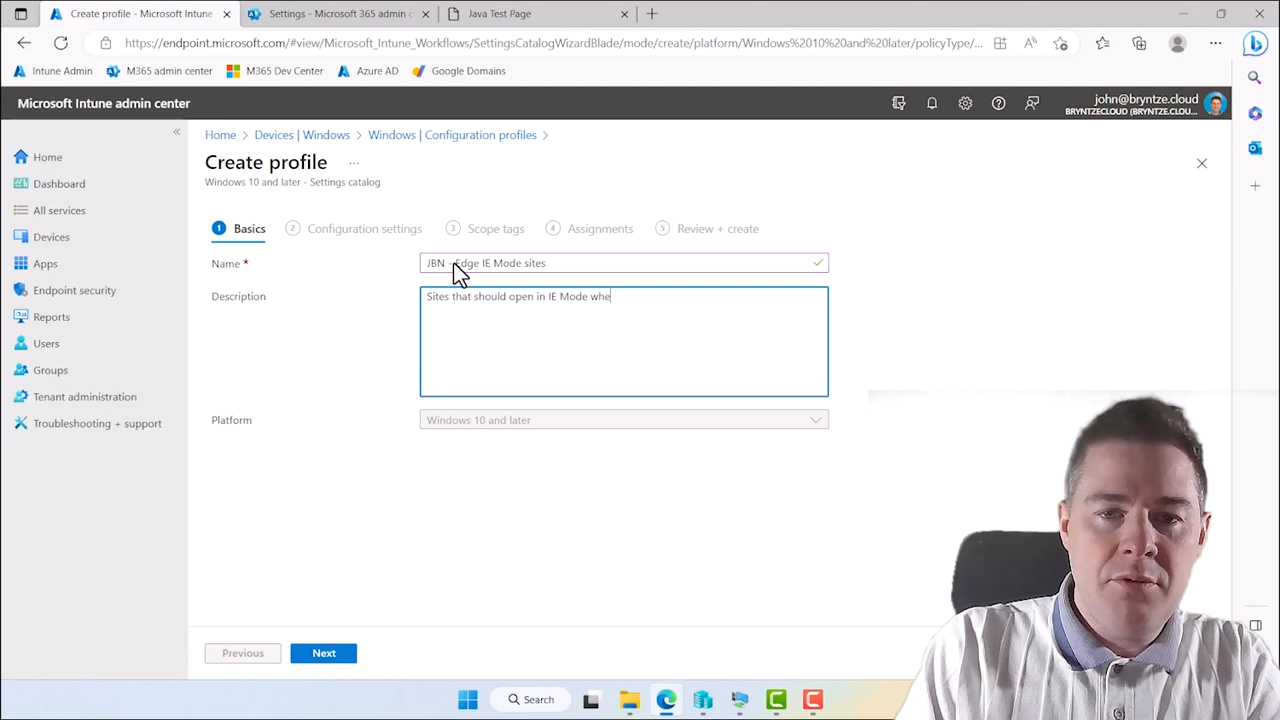 Create profile - Microsoft Intune
Settings - Microsoft 365 admin c
Java Test Page
https://endpoint.microsoft.com/#view/Microsoft_Intune_Workflows/SettingsCatalogWizardBlade/mode/create/platform/Windows%2010%20and%20later/policyType/...
Intune Admin
M365 admin center
M365 Dev Center
Azure AD
Google Domains
Microsoft Intune admin center
john@bryntze.cloud
BRYNTZECLOUD (BRYNTZE.CLOU...
Home > Devices | Windows > Windows | Configuration profiles >
Create profile ...
Windows 10 and later - Settings catalog
Home
Dashboard
All services
Devices
Apps
Endpoint security
Reports
Users
Groups
Tenant administration
Troubleshooting + support
1 Basics
2 Configuration settings
3 Scope tags
4 Assignments
5 Review + create
Name *
JBN - Edge IE Mode sites
Description
Sites that should open in IE Mode whe
Platform
Windows 10 and later
Previous
Next
Search